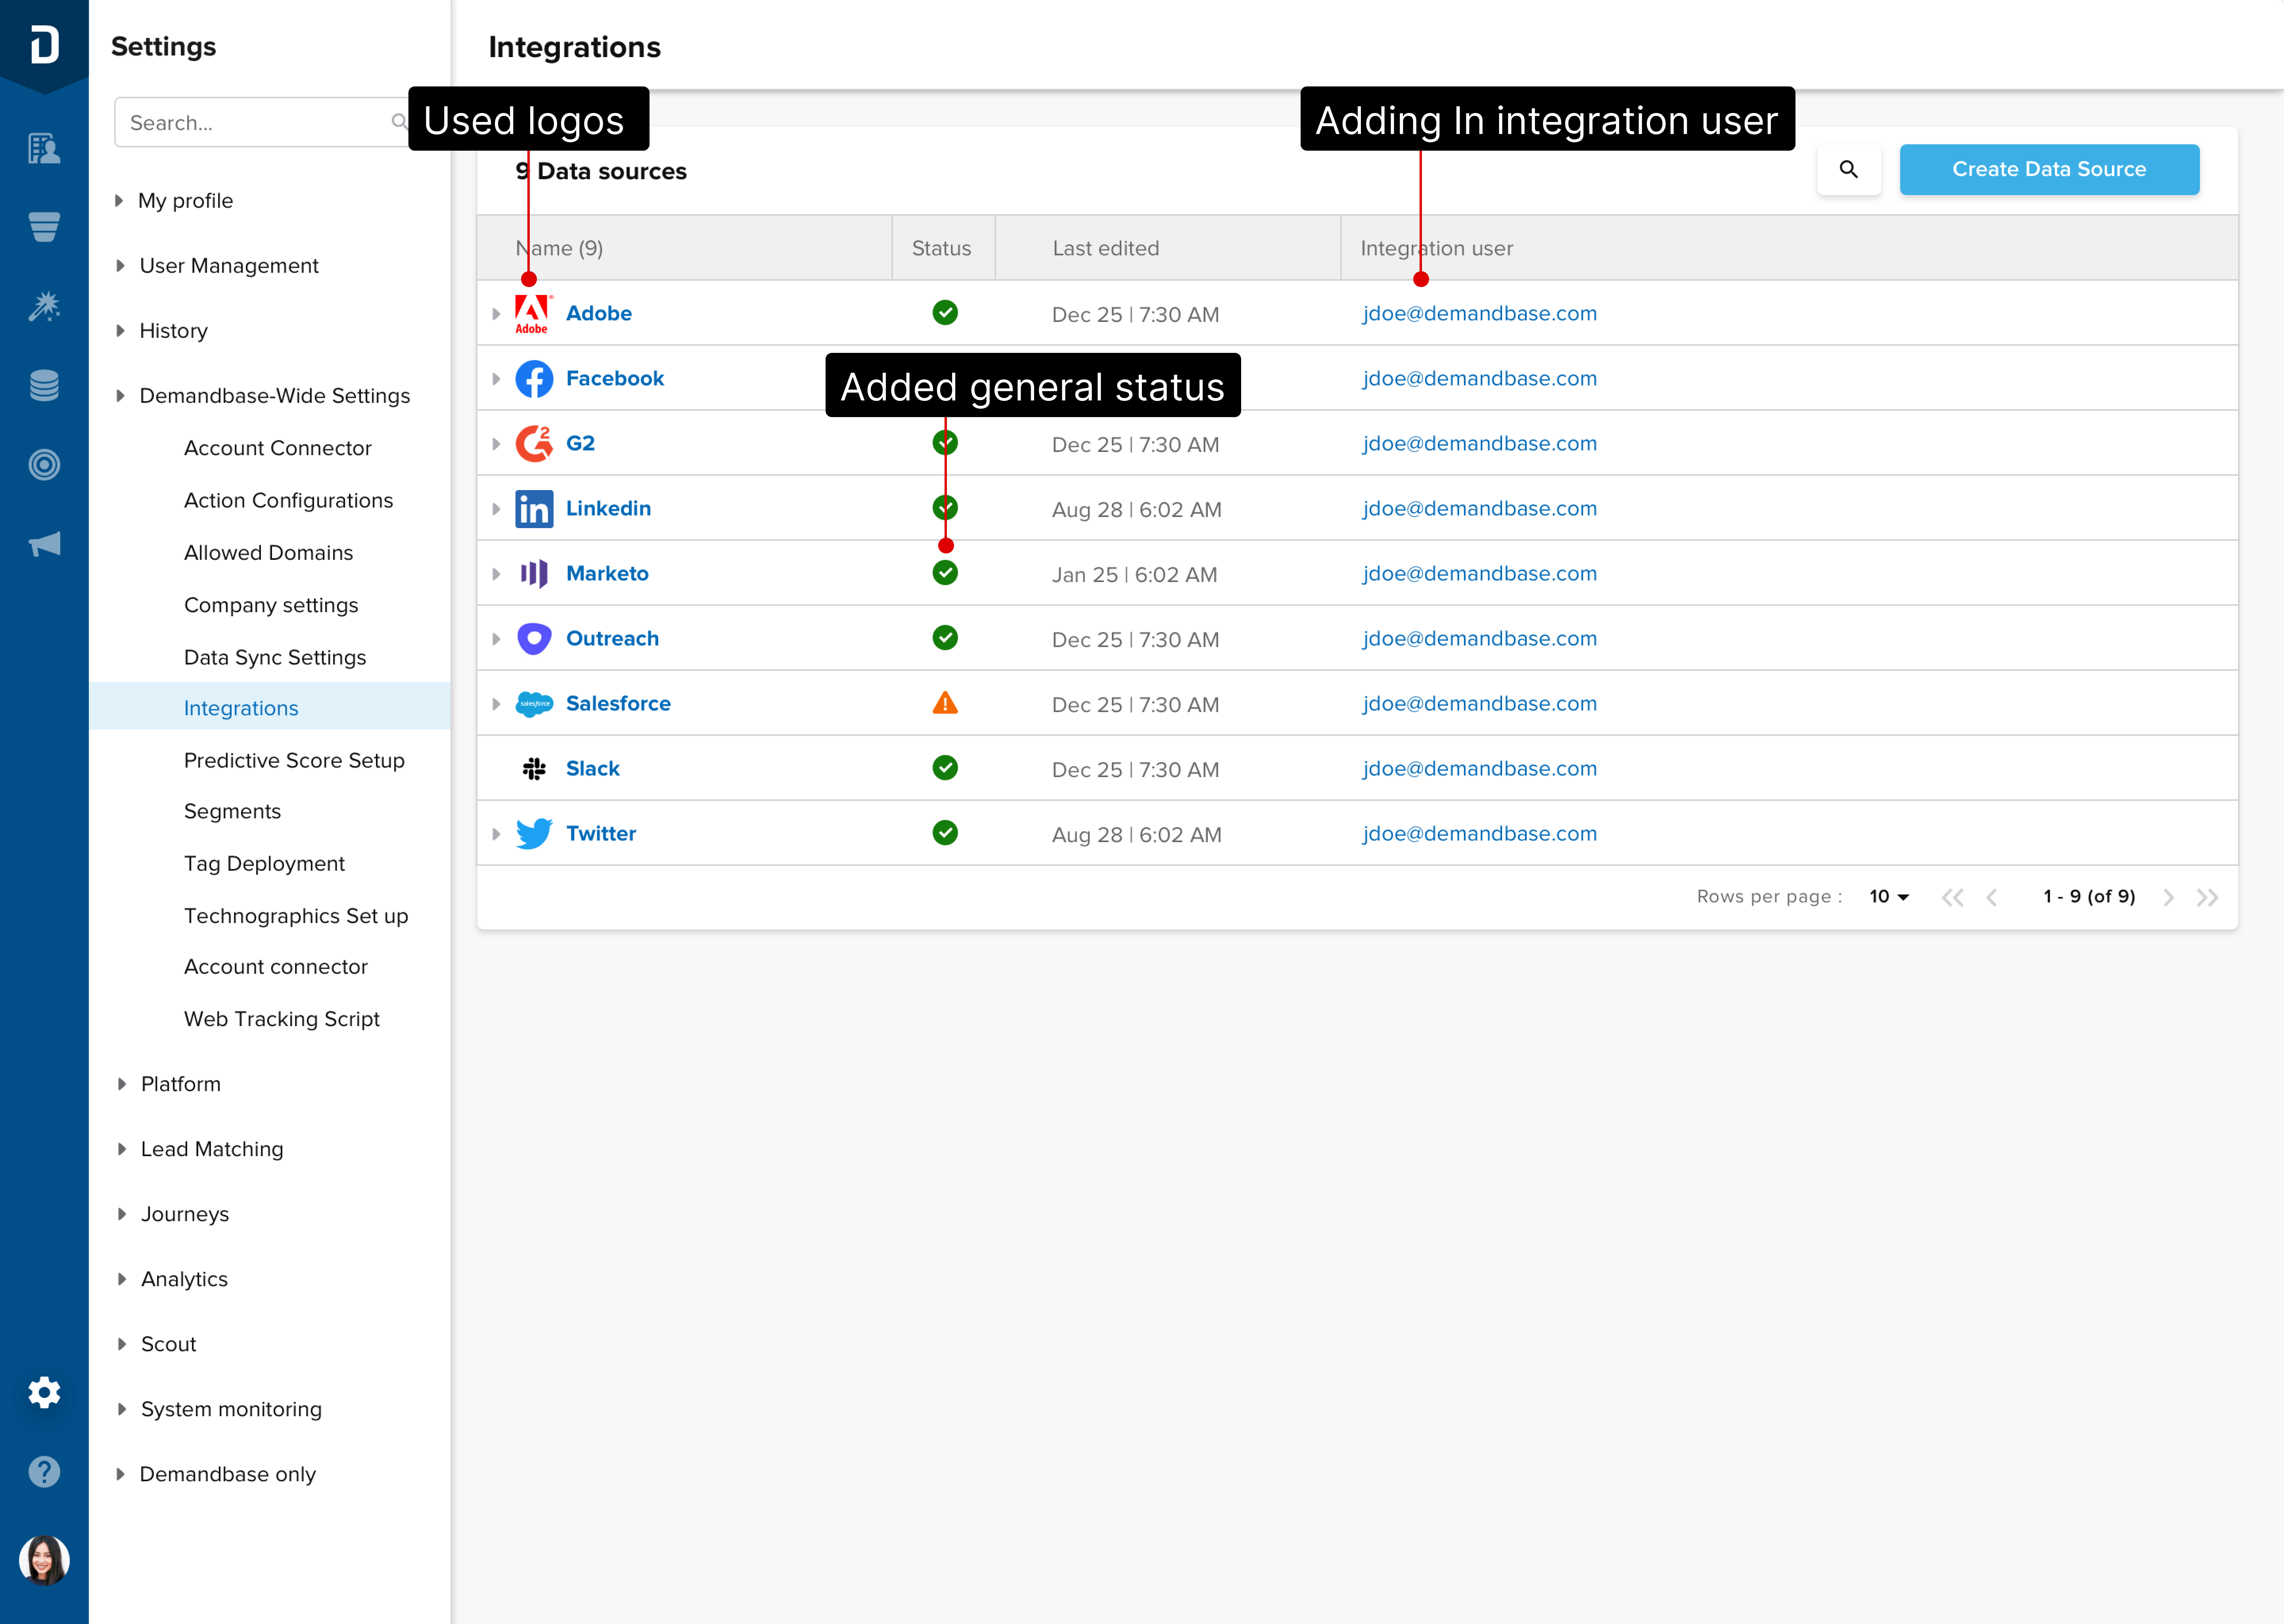 Settings
Search...
My profile
User Management
History
Demandbase-Wide Settings
Account Connector
Action Configurations
Allowed Domains
Company settings
Data Sync Settings
Integrations
Predictive Score Setup
Segments
Tag Deployment
Technographics Set up
Account connector
Web Tracking Script
Platform
Lead Matching
Journeys
Analytics
Scout
System monitoring
Demandbase only
Integrations
Used logos
Adding In integration user
9 Data sources
Create Data Source
Name (9) Status Last edited Integration user
Adobe Adobe Dec 25 | 7:30 AM jdoe@demandbase.com
Facebook jdoe@demandbase.com
Added general status
G2 Dec 25 | 7:30 AM jdoe@demandbase.com
in Linkedin Aug 28 | 6:02 AM jdoe@demandbase.com
Marketo Jan 25 | 6:02 AM jdoe@demandbase.com
Outreach Dec 25 | 7:30 AM jdoe@demandbase.com
salesforce Salesforce Dec 25 | 7:30 AM jdoe@demandbase.com
Slack Dec 25 | 7:30 AM jdoe@demandbase.com
Twitter Aug 28 | 6:02 AM jdoe@demandbase.com
Rows per page : 10 1 - 9 (of 9)